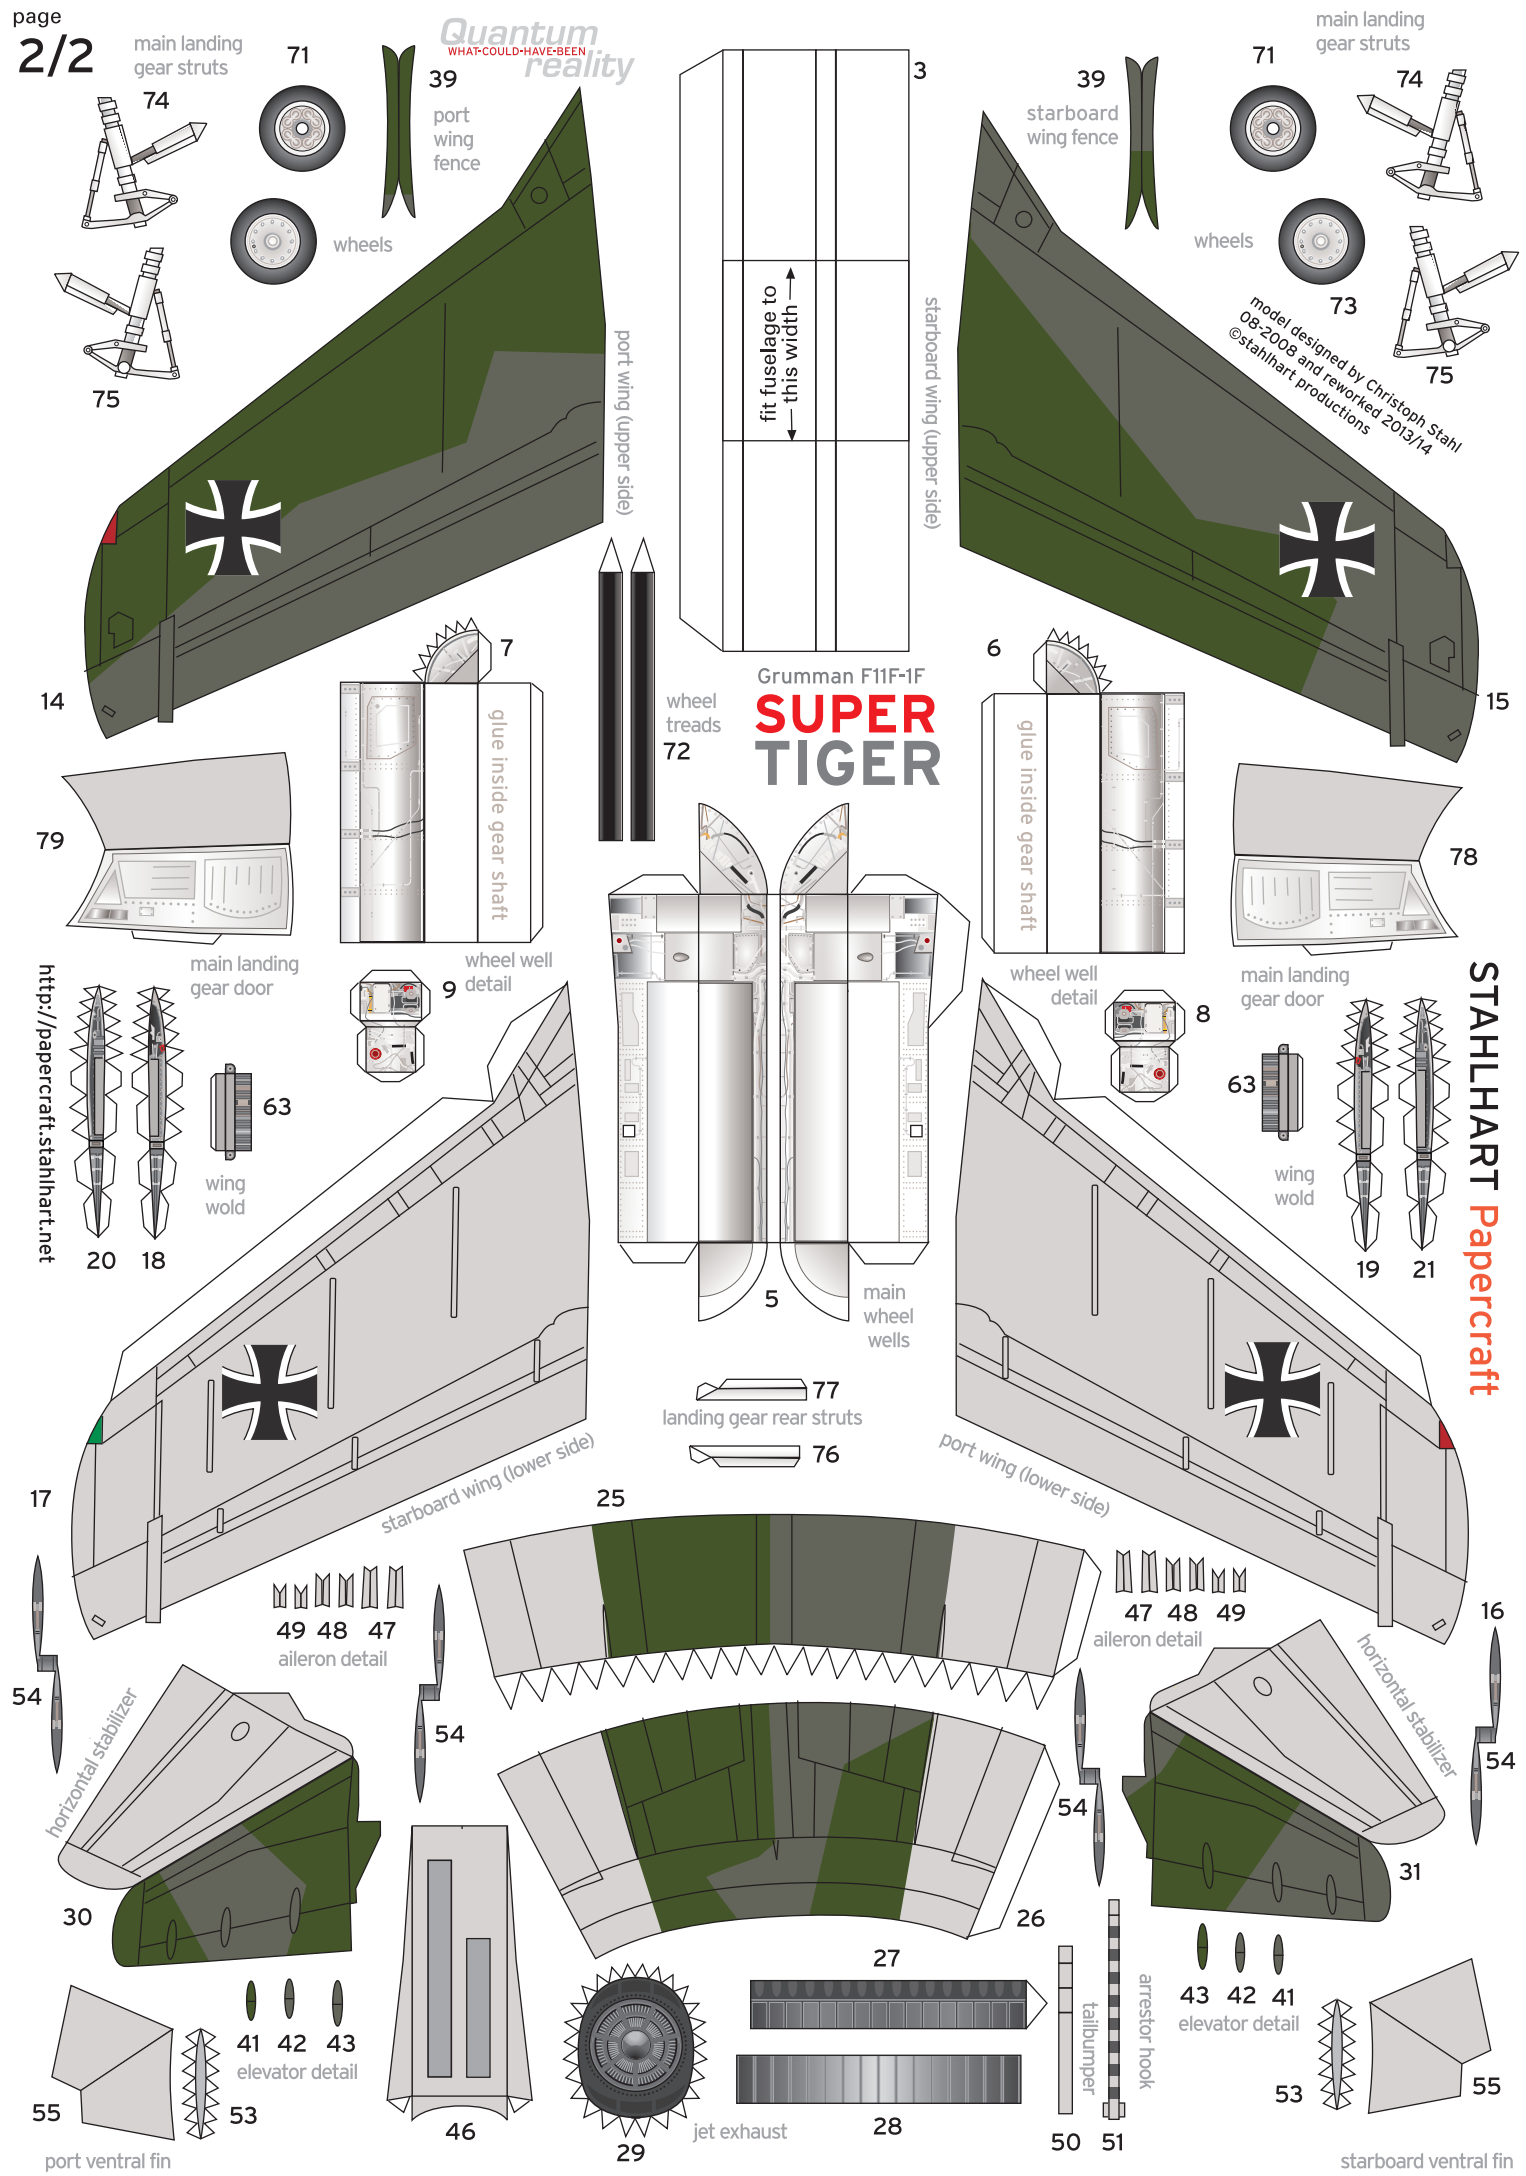 page
2/2
main landing
gear struts
71
74
39
port
wing
fence
Quantum
WHAT-COULD-HAVE-BEEN
reality
wheels
75
3
fit fuselage to
this width
port wing (upper side)
starboard wing (upper side)
39
starboard
wing fence
71
main landing
gear struts
74
wheels
73
75
model designed by Christoph Stahl
08-2008 and reworked 2013/14
©stahlhart productions
14
7
glue inside gear shaft
wheel
treads
72
Grumman F11F-1F
SUPER
TIGER
6
glue inside gear shaft
15
79
main landing
gear door
wheel well
detail
9
wheel well
detail
8
78
main landing
gear door
http://papercraft.stahlhart.net
STAHLHART Papercraft
63
wing
wold
20
18
5
main
wheel
wells
63
wing
wold
19
21
77
landing gear rear struts
76
starboard wing (lower side)
port wing (lower side)
17
25
16
49
48
47
aileron detail
47
48
49
aileron detail
54
54
54
54
horizontal stabilizer
horizontal stabilizer
30
31
26
41
42
43
elevator detail
43
42
41
elevator detail
27
28
tailbumper
arrestor hook
55
53
46
29
jet exhaust
50
51
53
55
port ventral fin
starboard ventral fin